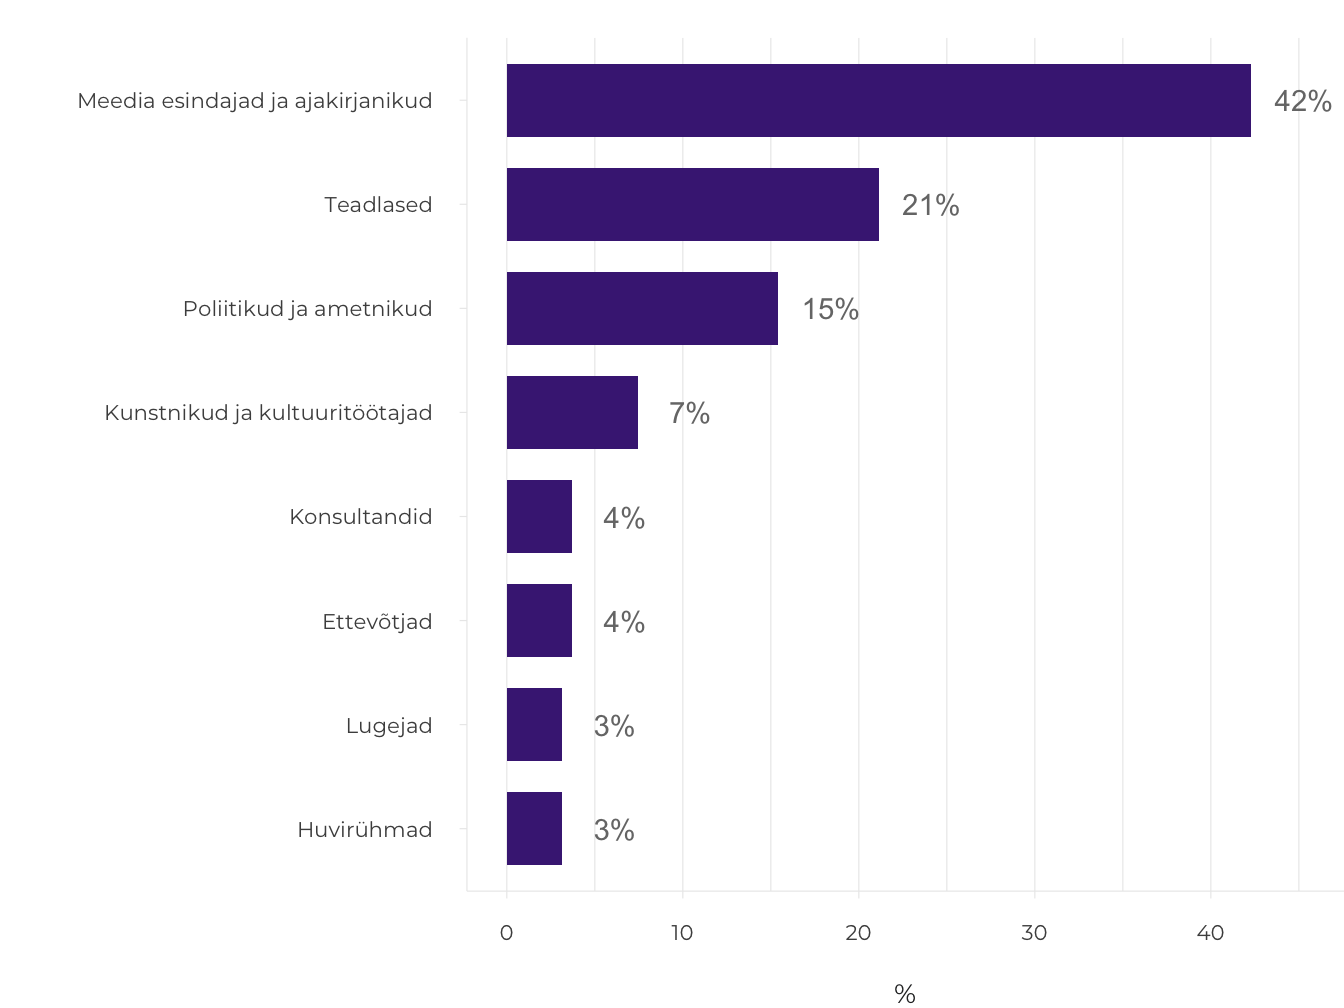 Meedia esindajad ja ajakirjanikud 42%
Teadlased 21%
Poliitikud ja ametnikud 15%
Kunstnikud ja kultuuritöötajad 7%
Konsultandid 4%
Ettevõtjad 4%
Lugejad 3%
Huvirühmad 3%
0 10 20 30 40
%